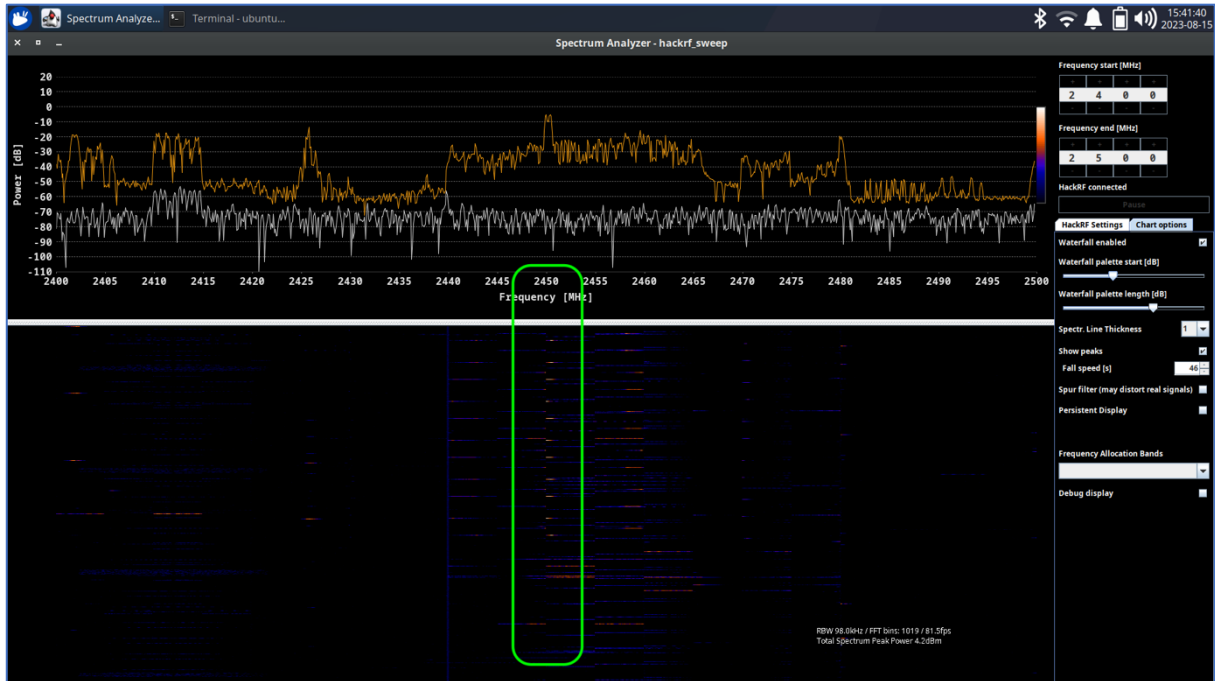 Spectrum Analyze... Terminal - ubuntu... 15:41:40
2023-08-15
Spectrum Analyzer - hackrf_sweep
20
10
0
-10
-20
-30
-40
-50
-60
-70
-80
-90
-100
-110
Power [dB]
2400 2405 2410 2415 2420 2425 2430 2435 2440 2445 2450 2455 2460 2465 2470 2475 2480 2485 2490 2495 2500
Frequency [MHz]
Frequency start [MHz]
2 4 0 0
Frequency end [MHz]
2 5 0 0
HackRF connected
Pause
HackRF Settings Chart options
Waterfall enabled
Waterfall palette start [dB]
Waterfall palette length [dB]
Spectr. Line Thickness 1
Show peaks
Fall speed [s] 46
Spur filter (may distort real signals)
Persistent Display
Frequency Allocation Bands
Debug display
RBW 98.0kHz / FFT bins: 1019 / 81.5fps
Total Spectrum Peak Power 4.2dBm